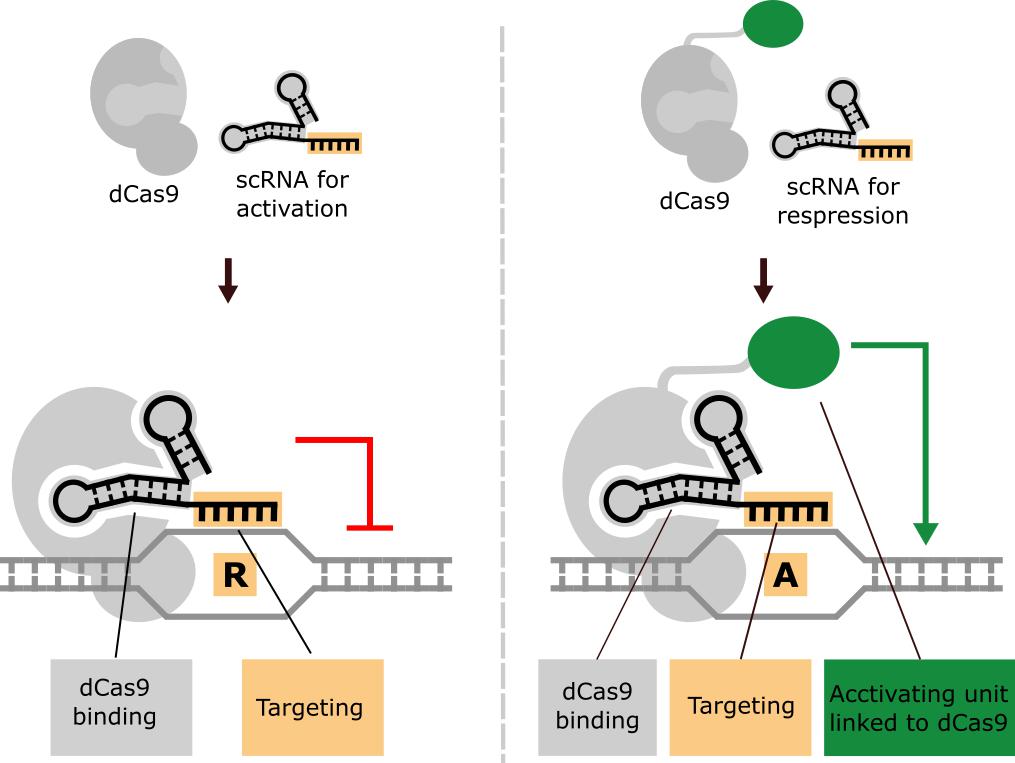 dCas9
scRNA for
activation
R
dCas9
binding
Targeting
dCas9
scRNA for
respression
A
dCas9
binding
Targeting
Acctivating unit
linked to dCas9